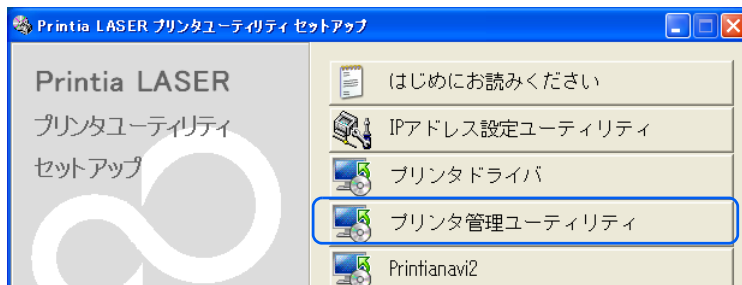 Printia LASER プリンタユーティリティ セットアップ
Printia LASER
プリンタユーティリティ
セットアップ
はじめにお読みください
IPアドレス設定ユーティリティ
プリンタドライバ
プリンタ管理ユーティリティ
Printianavi2